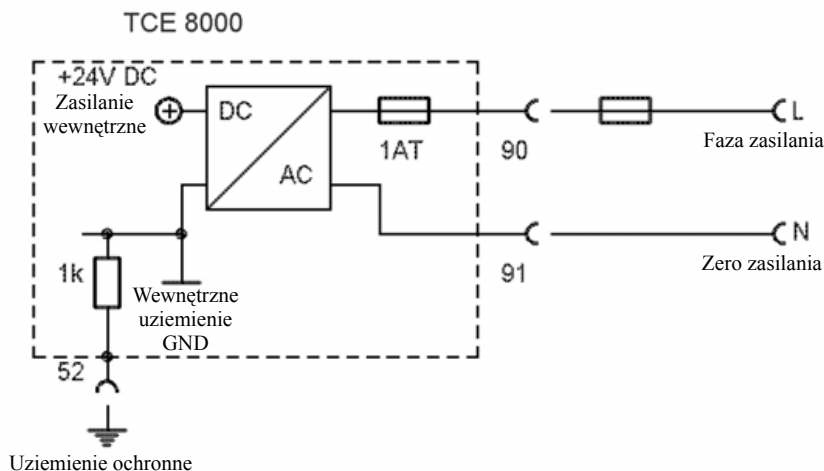 TCE 8000
+24V DC
Zasilanie
wewnętrzne
DC
AC
1AT
90
L
Faza zasilania
91
N
Zero zasilania
1k
Wewnętrzne
uziemienie
GND
52
Uziemienie ochronne